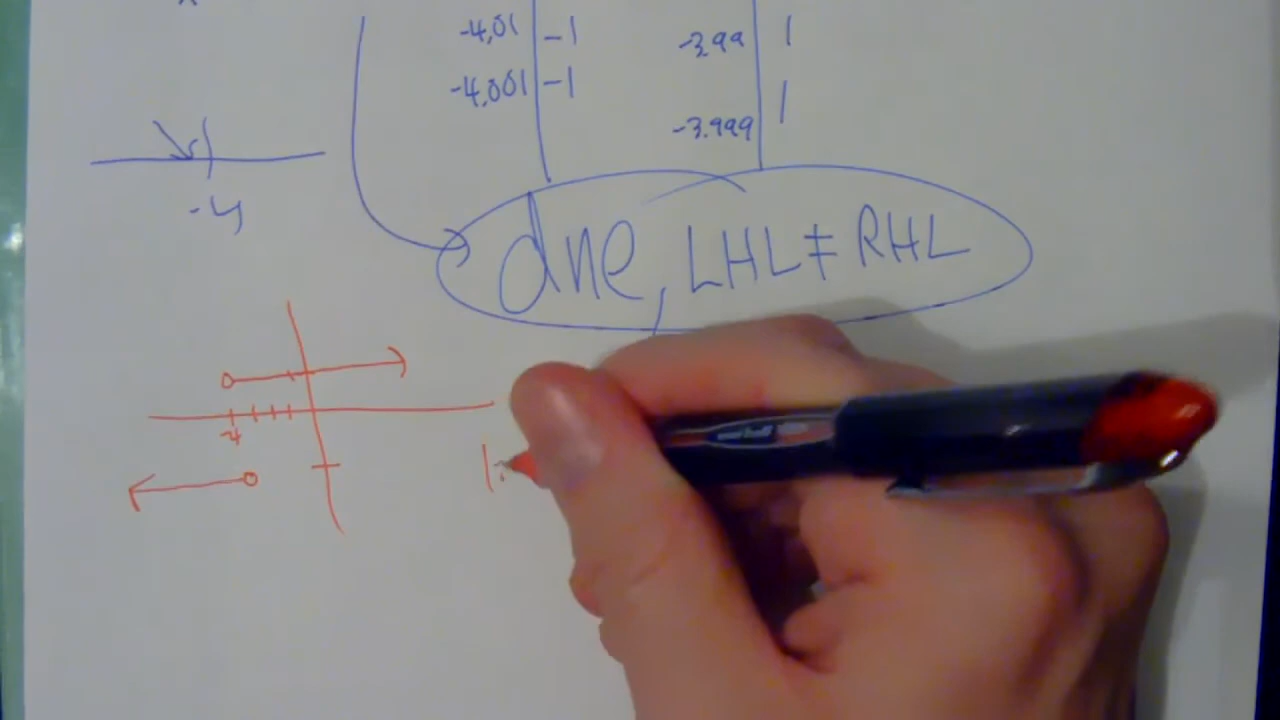 -4.01 -1 -3.99 1
-4.001 -1 -3.999 1
-4
dne, LHL ≠ RHL
-4